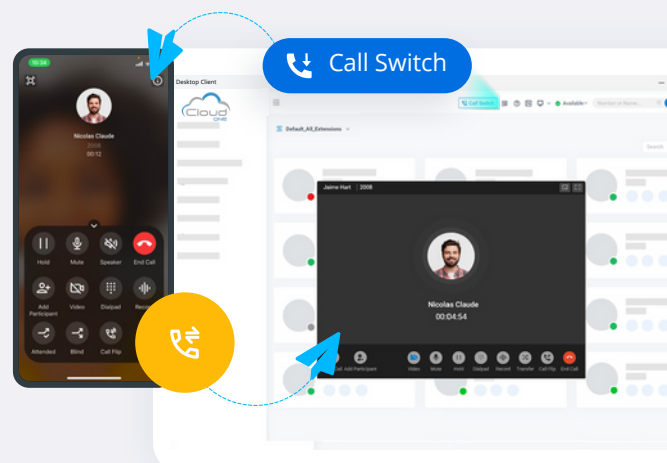 10:34
Nicolas Claude
2008
00:12
Hold
Mute
Speaker
End Call
Add
Participant
Video
Dialpad
Record
Attended
Blind
Call Flip
Call Switch
Desktop Client
Cloud
ONE
Call Switch
Available
Default_All_Extensions
Search
Jaime Hart | 2008
Nicolas Claude
00:04:54
Add Participant
Video
Mute
Hold
Dialpad
Record
Transfer
Call Flip
End Call